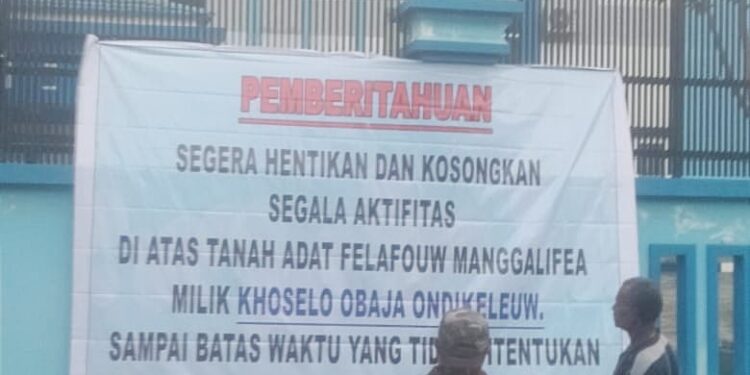 PEMBERITAHUAN
SEGERA HENTIKAN DAN KOSONGKAN
SEGALA AKTIFITAS
DI ATAS TANAH ADAT FELAFOUW MANGGALIFEA
MILIK KHOSELO OBAJA ONDIKELEUW.
SAMPAI BATAS WAKTU YANG